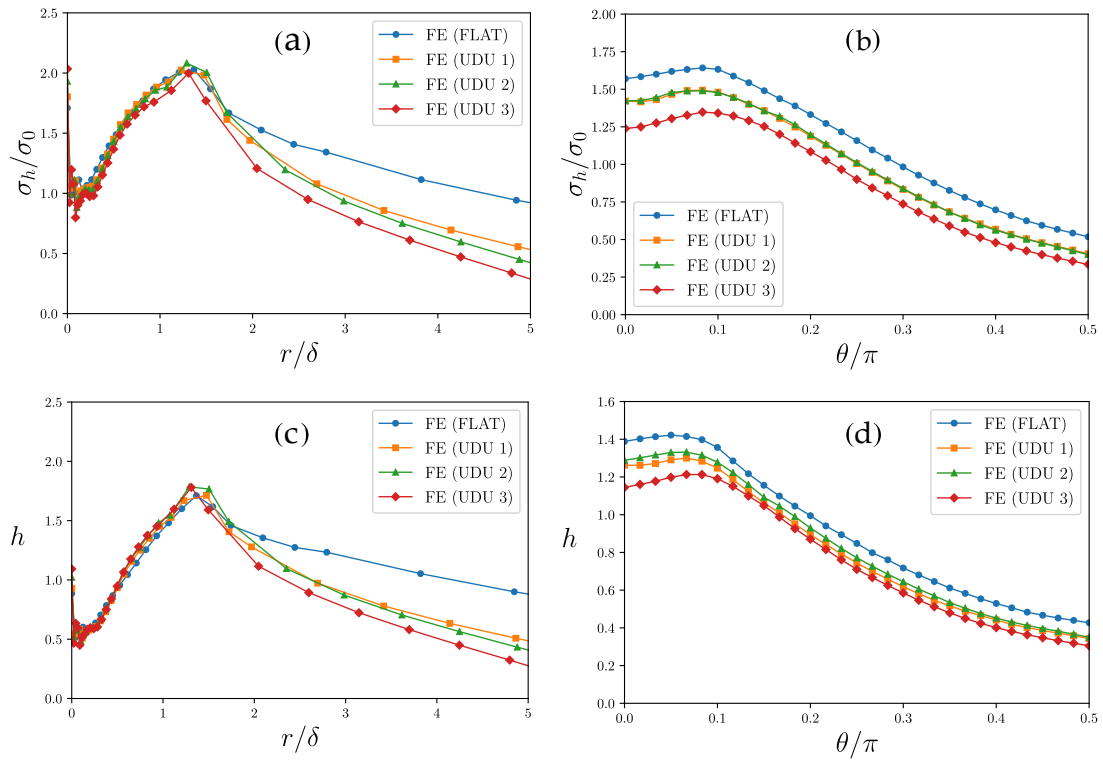 (a)
FE (FLAT)
FE (UDU 1)
FE (UDU 2)
FE (UDU 3)
2.5
2.0
1.5
1.0
0.5
0.0
σh/σ0
0
1
2
3
4
5
r/δ
(b)
2.00
1.75
1.50
1.25
1.00
0.75
0.50
0.25
0.00
σh/σ0
FE (FLAT)
FE (UDU 1)
FE (UDU 2)
FE (UDU 3)
0.0
0.1
0.2
0.3
0.4
0.5
θ/π
(c)
FE (FLAT)
FE (UDU 1)
FE (UDU 2)
FE (UDU 3)
2.5
2.0
1.5
1.0
0.5
0.0
h
0
1
2
3
4
5
r/δ
(d)
FE (FLAT)
FE (UDU 1)
FE (UDU 2)
FE (UDU 3)
1.6
1.4
1.2
1.0
0.8
0.6
0.4
0.2
0.0
h
0.0
0.1
0.2
0.3
0.4
0.5
θ/π